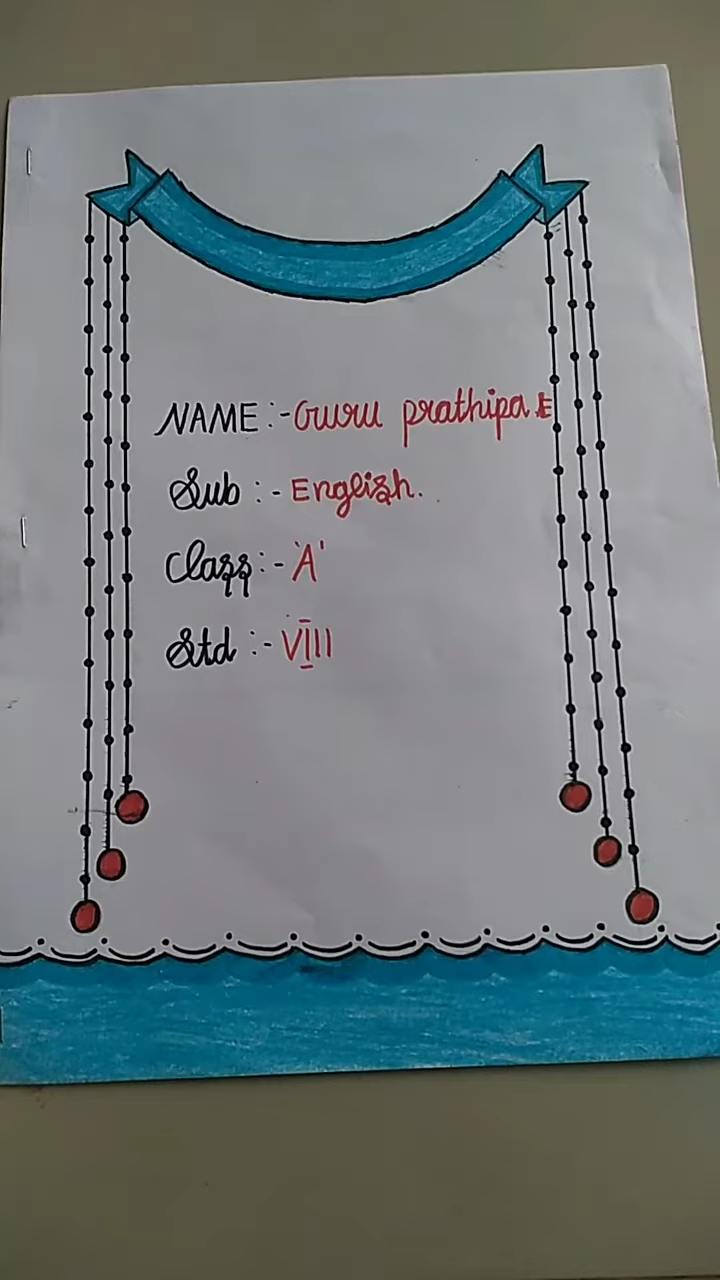 NAME:- Guru prathipa.E
Sub :- English.
Class:- 'A'
Std :- VIII